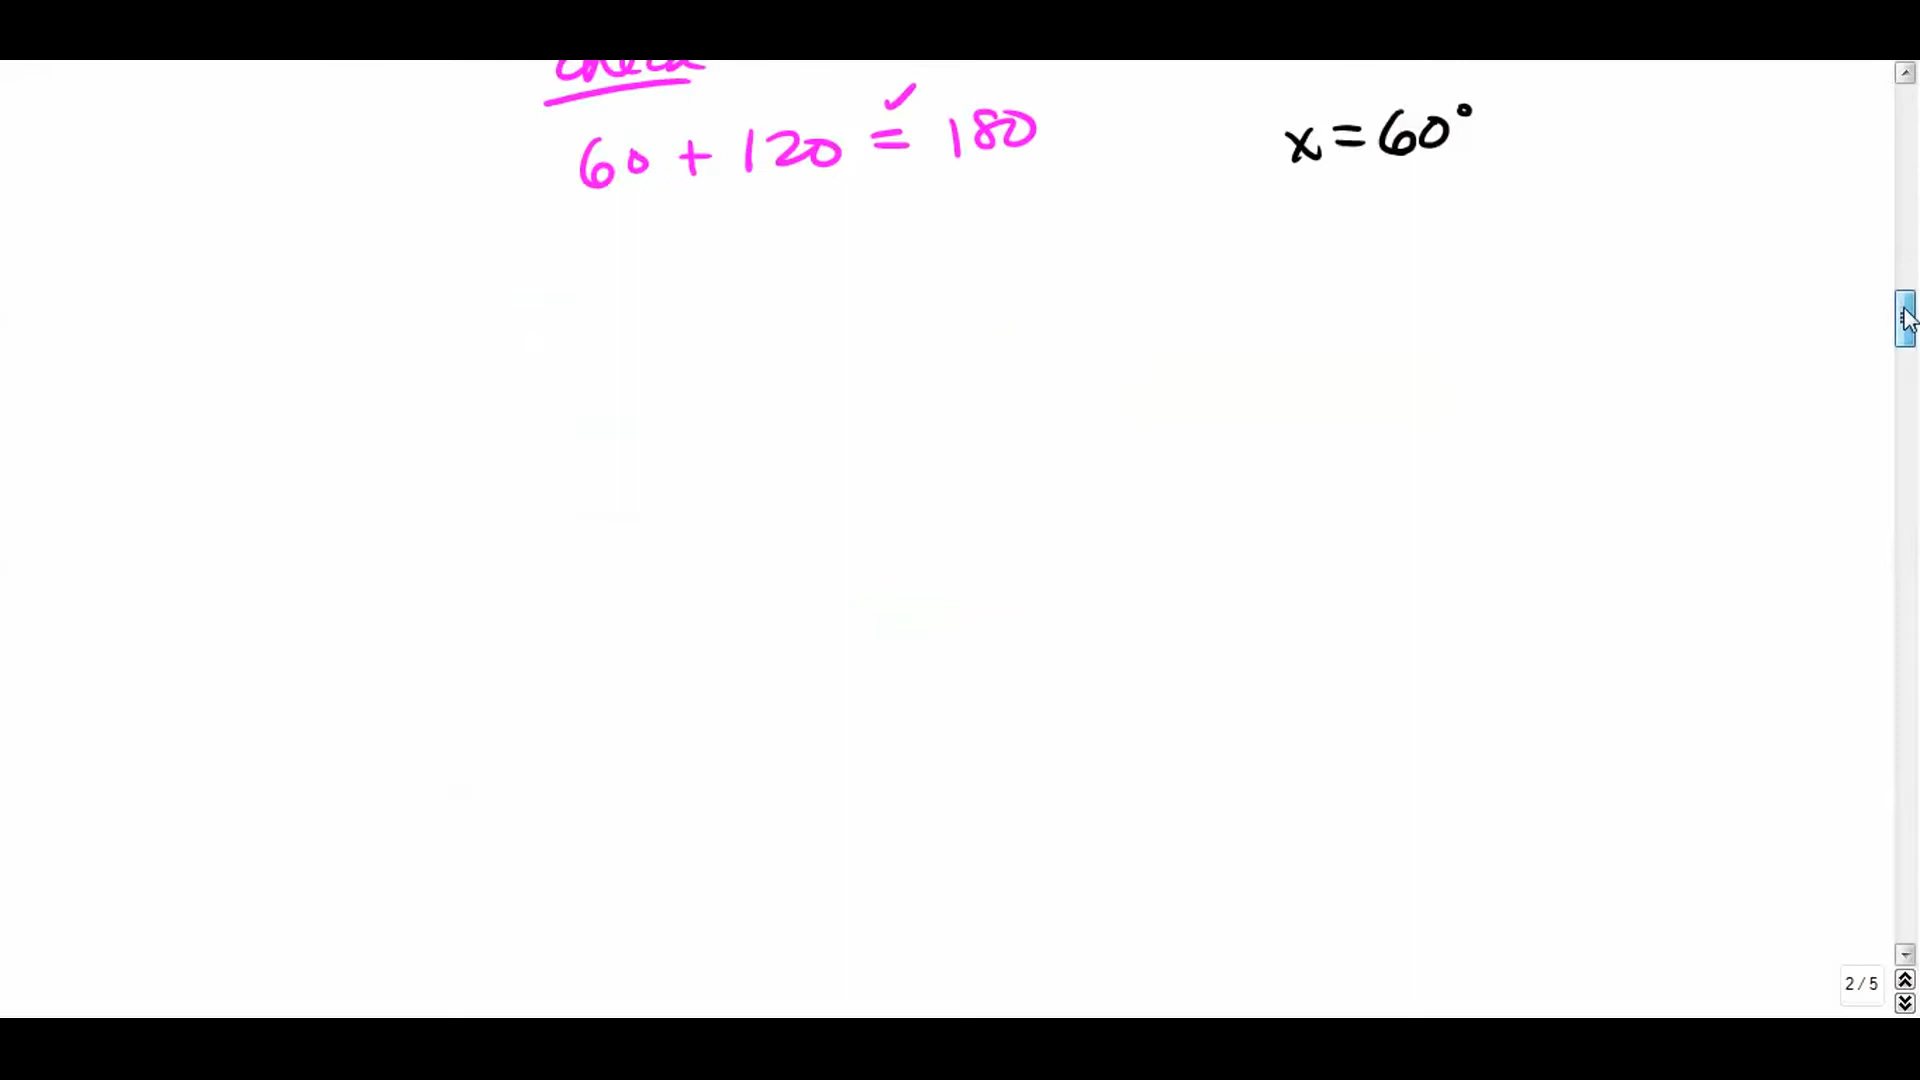 60 + 120 = 180
x = 60°
2 / 5